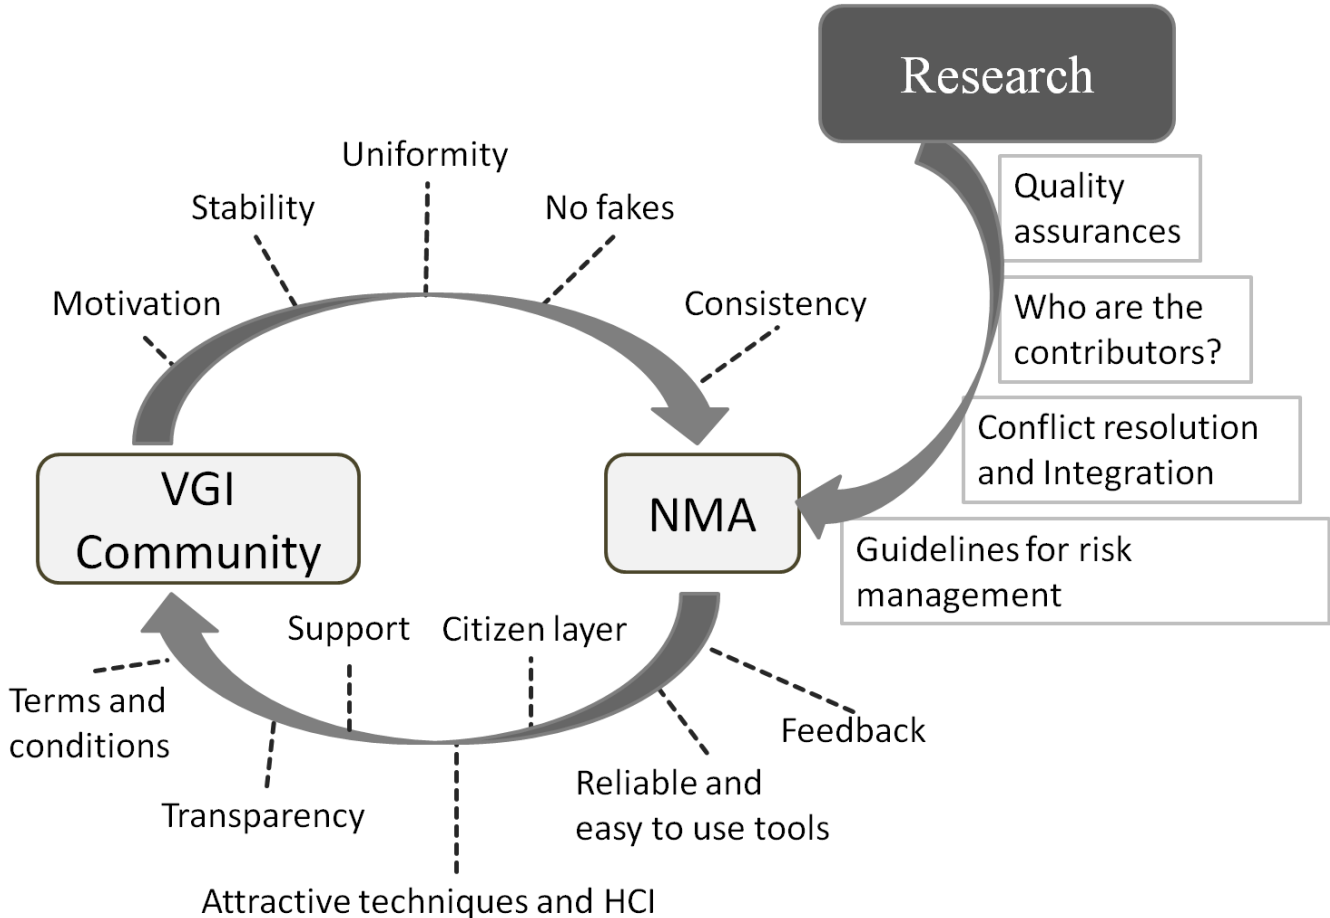 Research
Uniformity
Stability
No fakes
Motivation
Consistency
Quality
assurances
Who are the
contributors?
Conflict resolution
and Integration
Guidelines for risk
management
VGI
Community
NMA
Support
Citizen layer
Terms and
conditions
Feedback
Transparency
Reliable and
easy to use tools
Attractive techniques and HCI